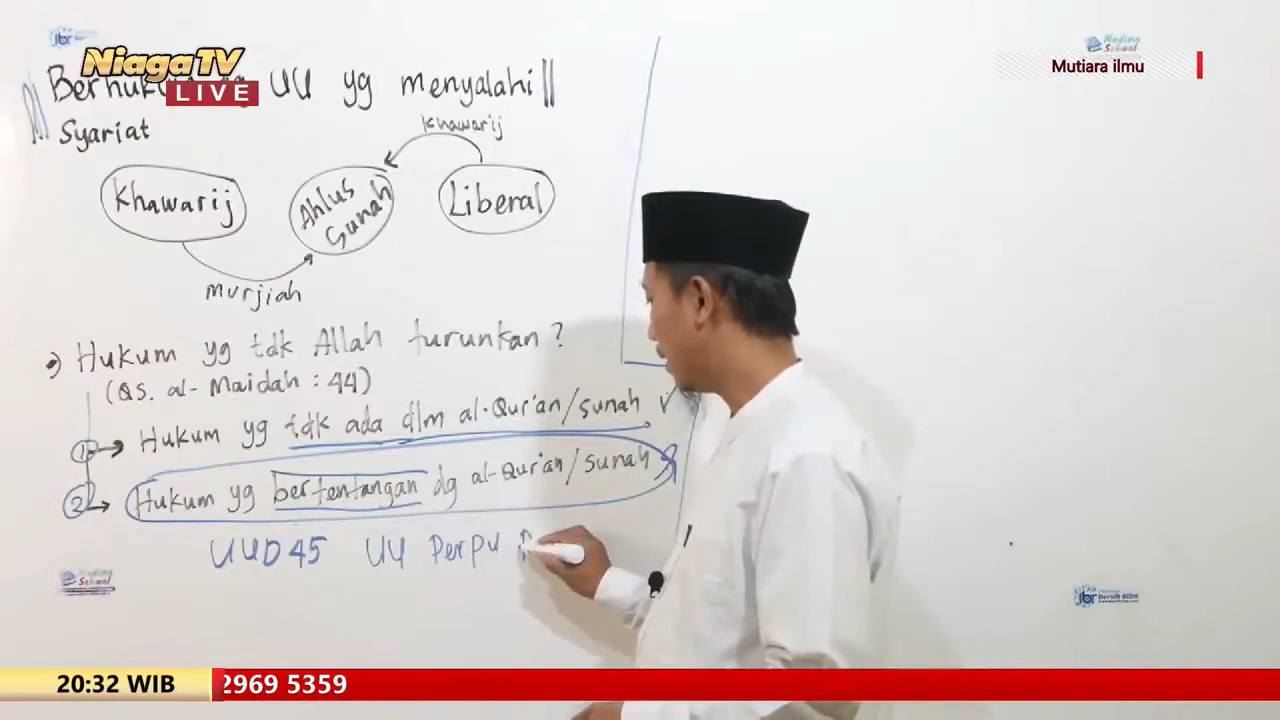 NiagaTV
LIVE
Mutiara ilmu
UU yg menyalahi
Syariat
Khawarij
Khawarij
Ahlus
Sunah
Liberal
murjiah
Hukum yg tdk Allah turunkan?
(QS. al-Maidah : 44)
1 Hukum yg tdk ada dlm al-Qur'an/sunah
2 Hukum yg bertentangan dg al-Qur'an/sunah
UUD45 UU Perpu P
20:32 WIB
2969 5359